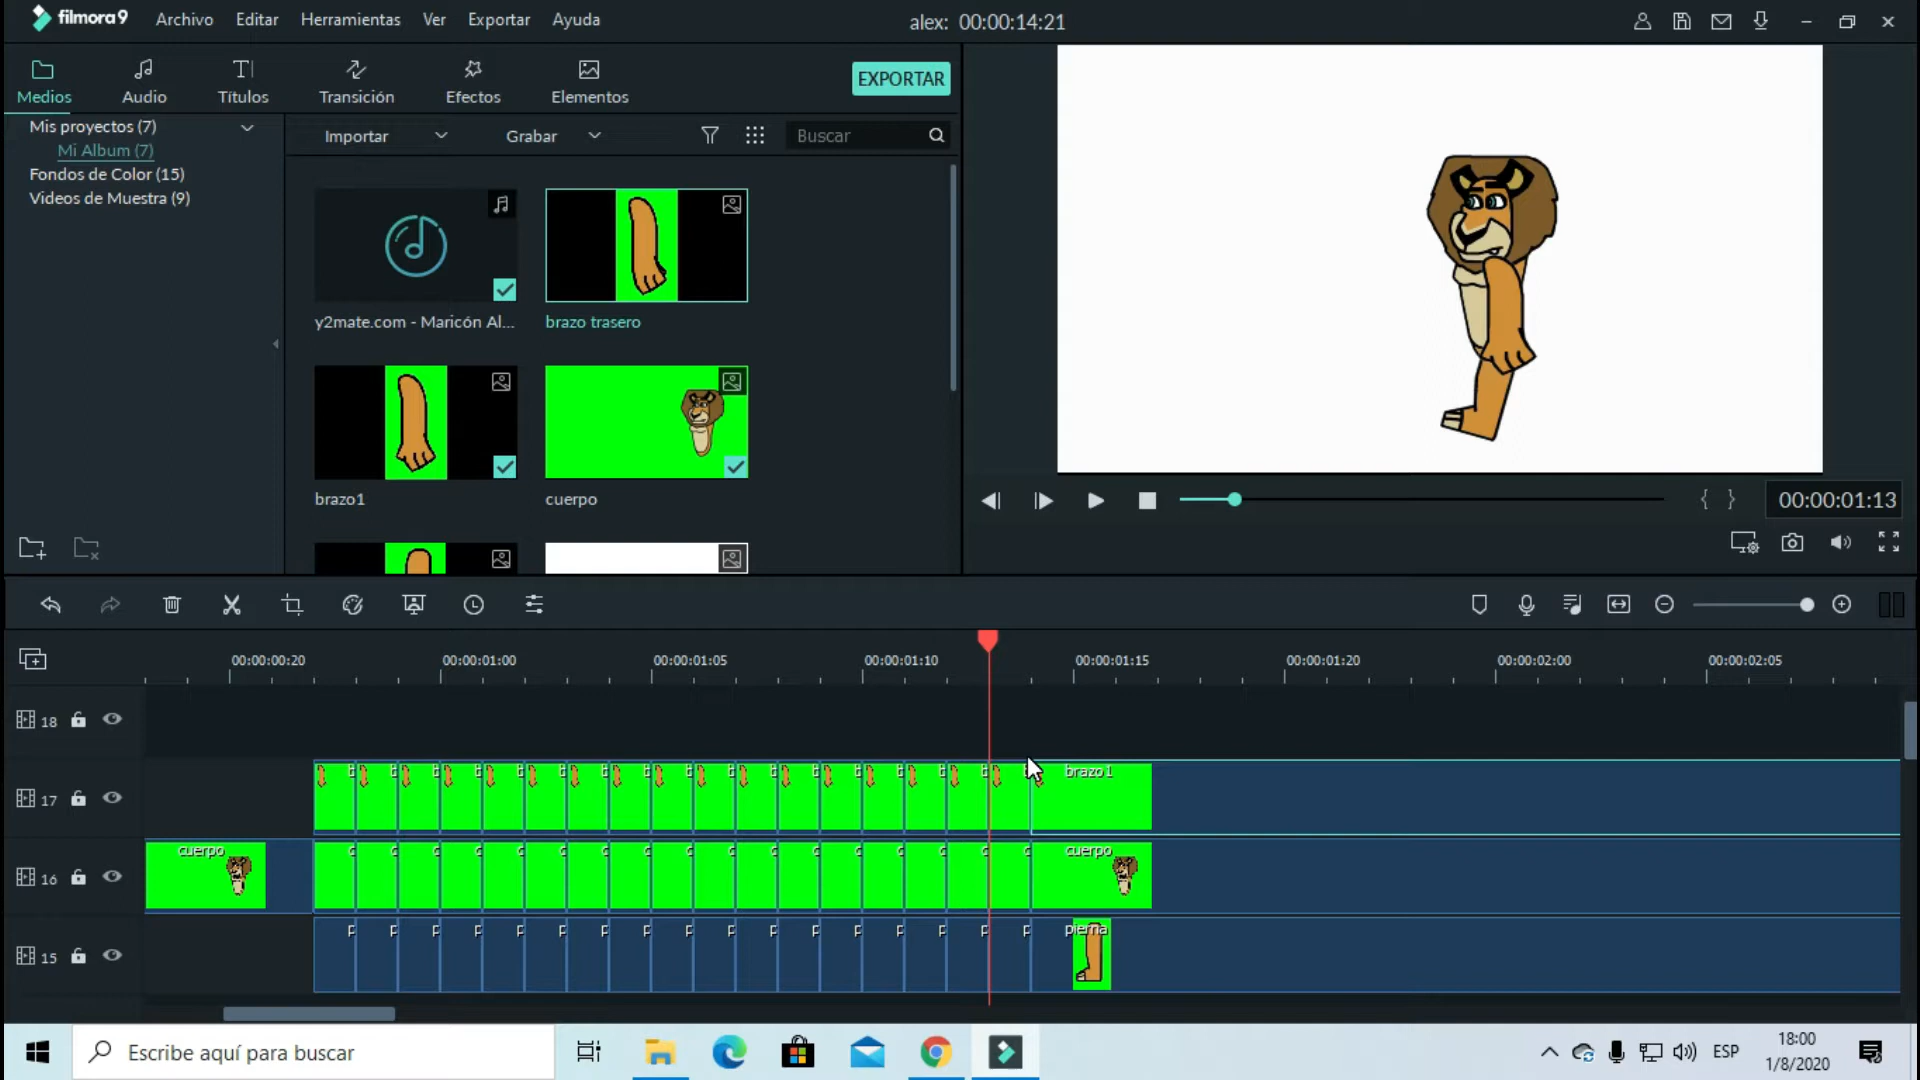 filmora9 Archivo Editar Herramientas Ver Exportar Ayuda alex: 00:00:14:21
Medios Audio Títulos Transición Efectos Elementos EXPORTAR
Mis proyectos (7)
Mi Album (7)
Fondos de Color (15)
Videos de Muestra (9)
Importar Grabar Buscar
y2mate.com - Maricón Al... brazo trasero
brazo1 cuerpo
00:00:01:13
00:00:00:20 00:00:01:00 00:00:01:05 00:00:01:10 00:00:01:15 00:00:01:20 00:00:02:00 00:00:02:05
18
17 brazo1
16 cuerpo cuerpo
15 p p p p p p p p p p p p p p p p p pierna
Escribe aquí para buscar
ESP
18:00
1/8/2020